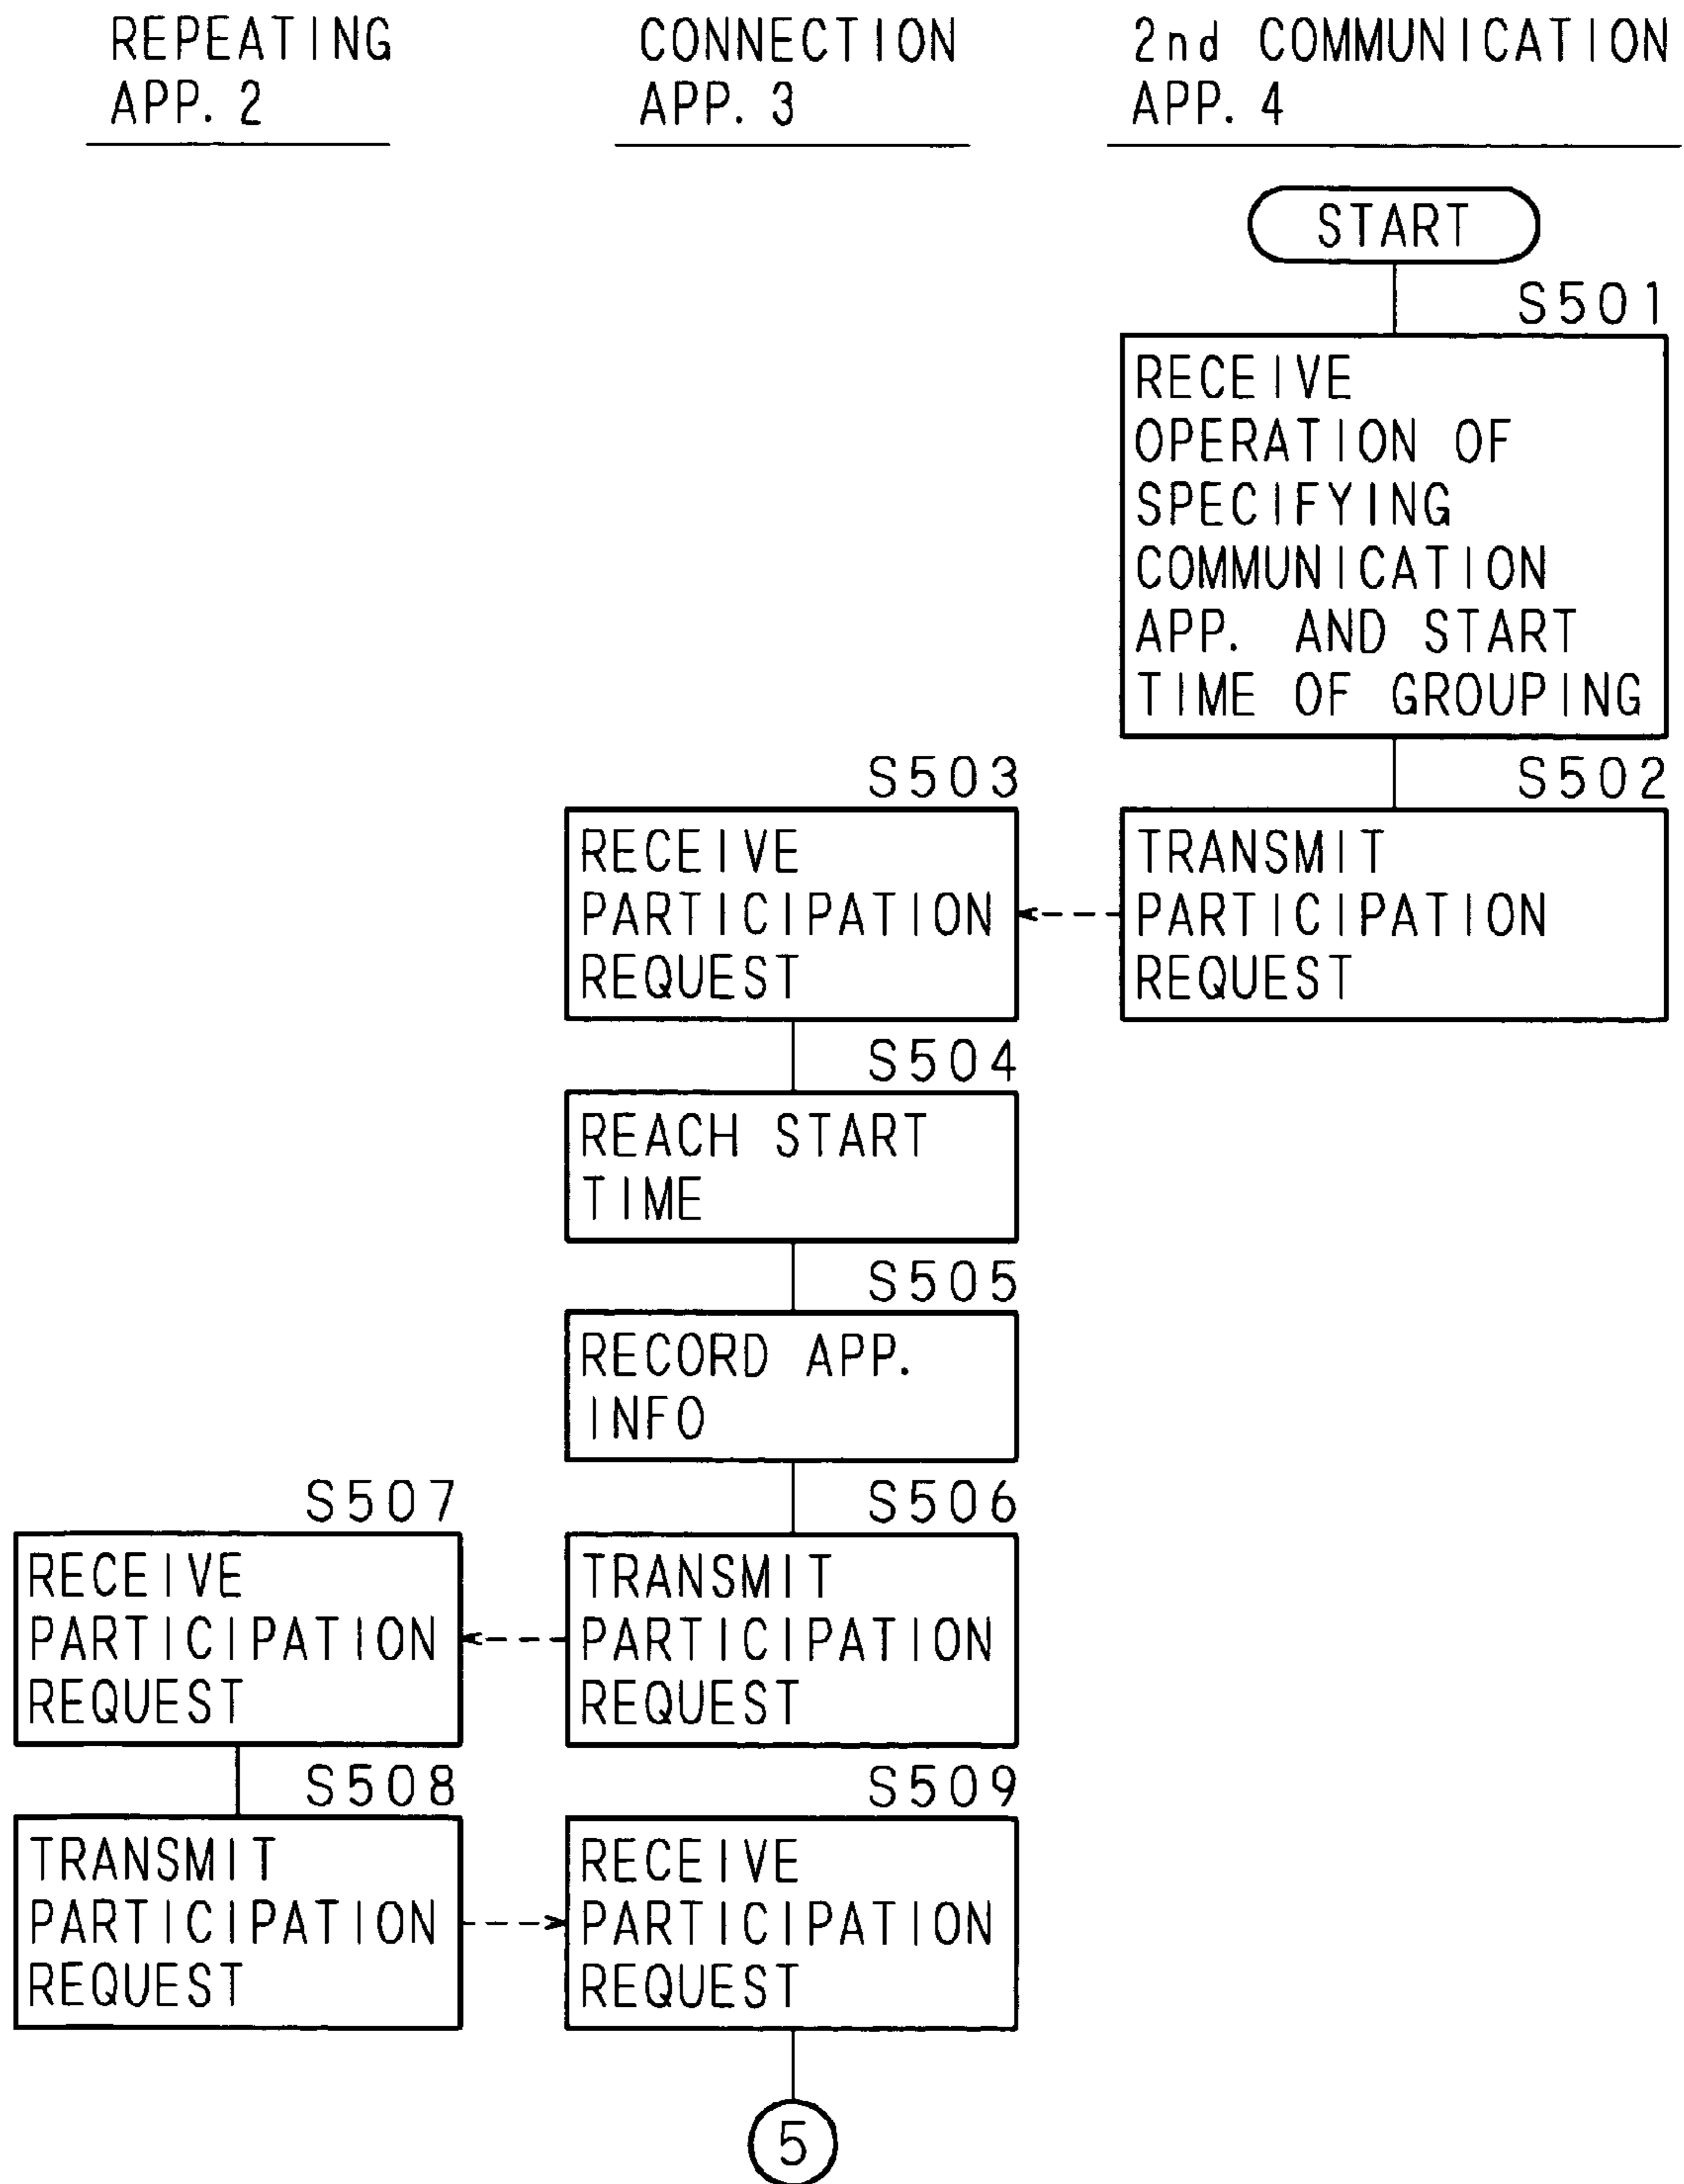 REPEATING
APP. 2
CONNECTION
APP. 3
2nd COMMUNICATION
APP. 4
START
S501
RECEIVE
OPERATION OF
SPECIFYING
COMMUNICATION
APP. AND START
TIME OF GROUPING
S503
RECEIVE
PARTICIPATION
REQUEST
S502
TRANSMIT
PARTICIPATION
REQUEST
S504
REACH START
TIME
S505
RECORD APP.
INFO
S507
RECEIVE
PARTICIPATION
REQUEST
S506
TRANSMIT
PARTICIPATION
REQUEST
S508
TRANSMIT
PARTICIPATION
REQUEST
S509
RECEIVE
PARTICIPATION
REQUEST
5